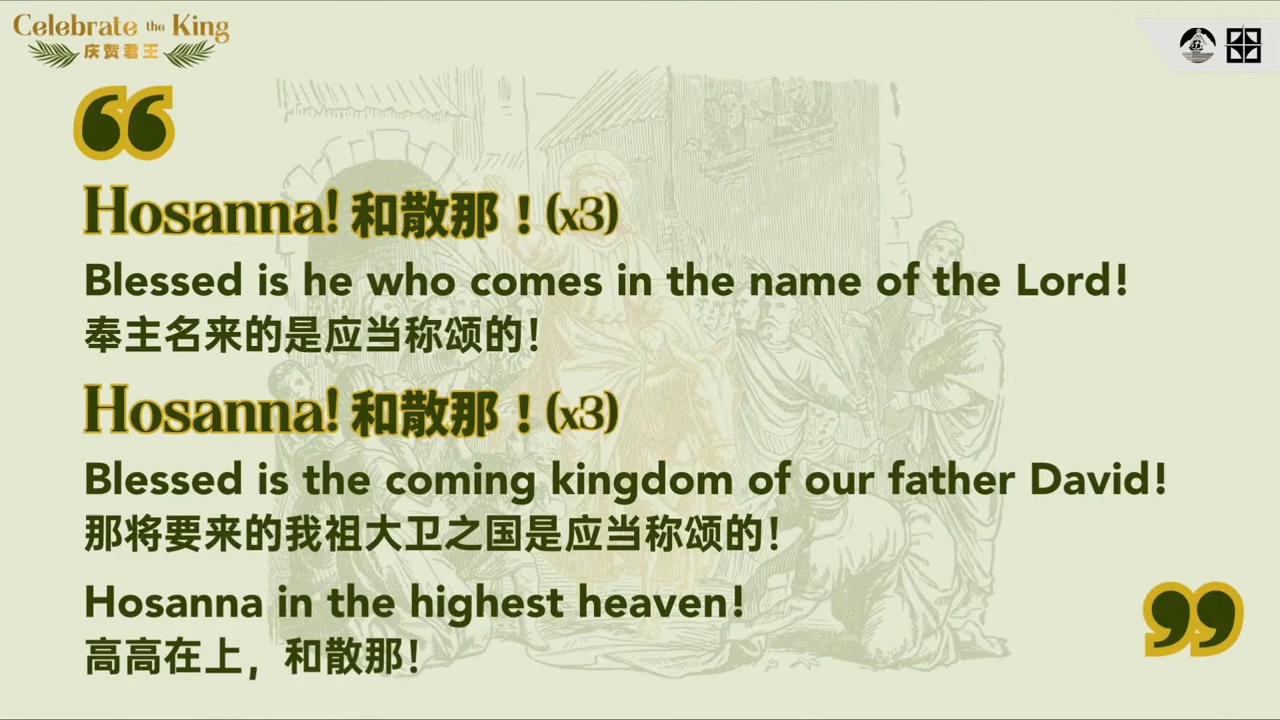 Celebrate the King
庆贺君王
“
Hosanna! 和散那！(x3)
Blessed is he who comes in the name of the Lord!
奉主名来的是应当称颂的！
Hosanna! 和散那！(x3)
Blessed is the coming kingdom of our father David!
那将要来的我祖大卫之国是应当称颂的！
Hosanna in the highest heaven!
高高在上，和散那！
”